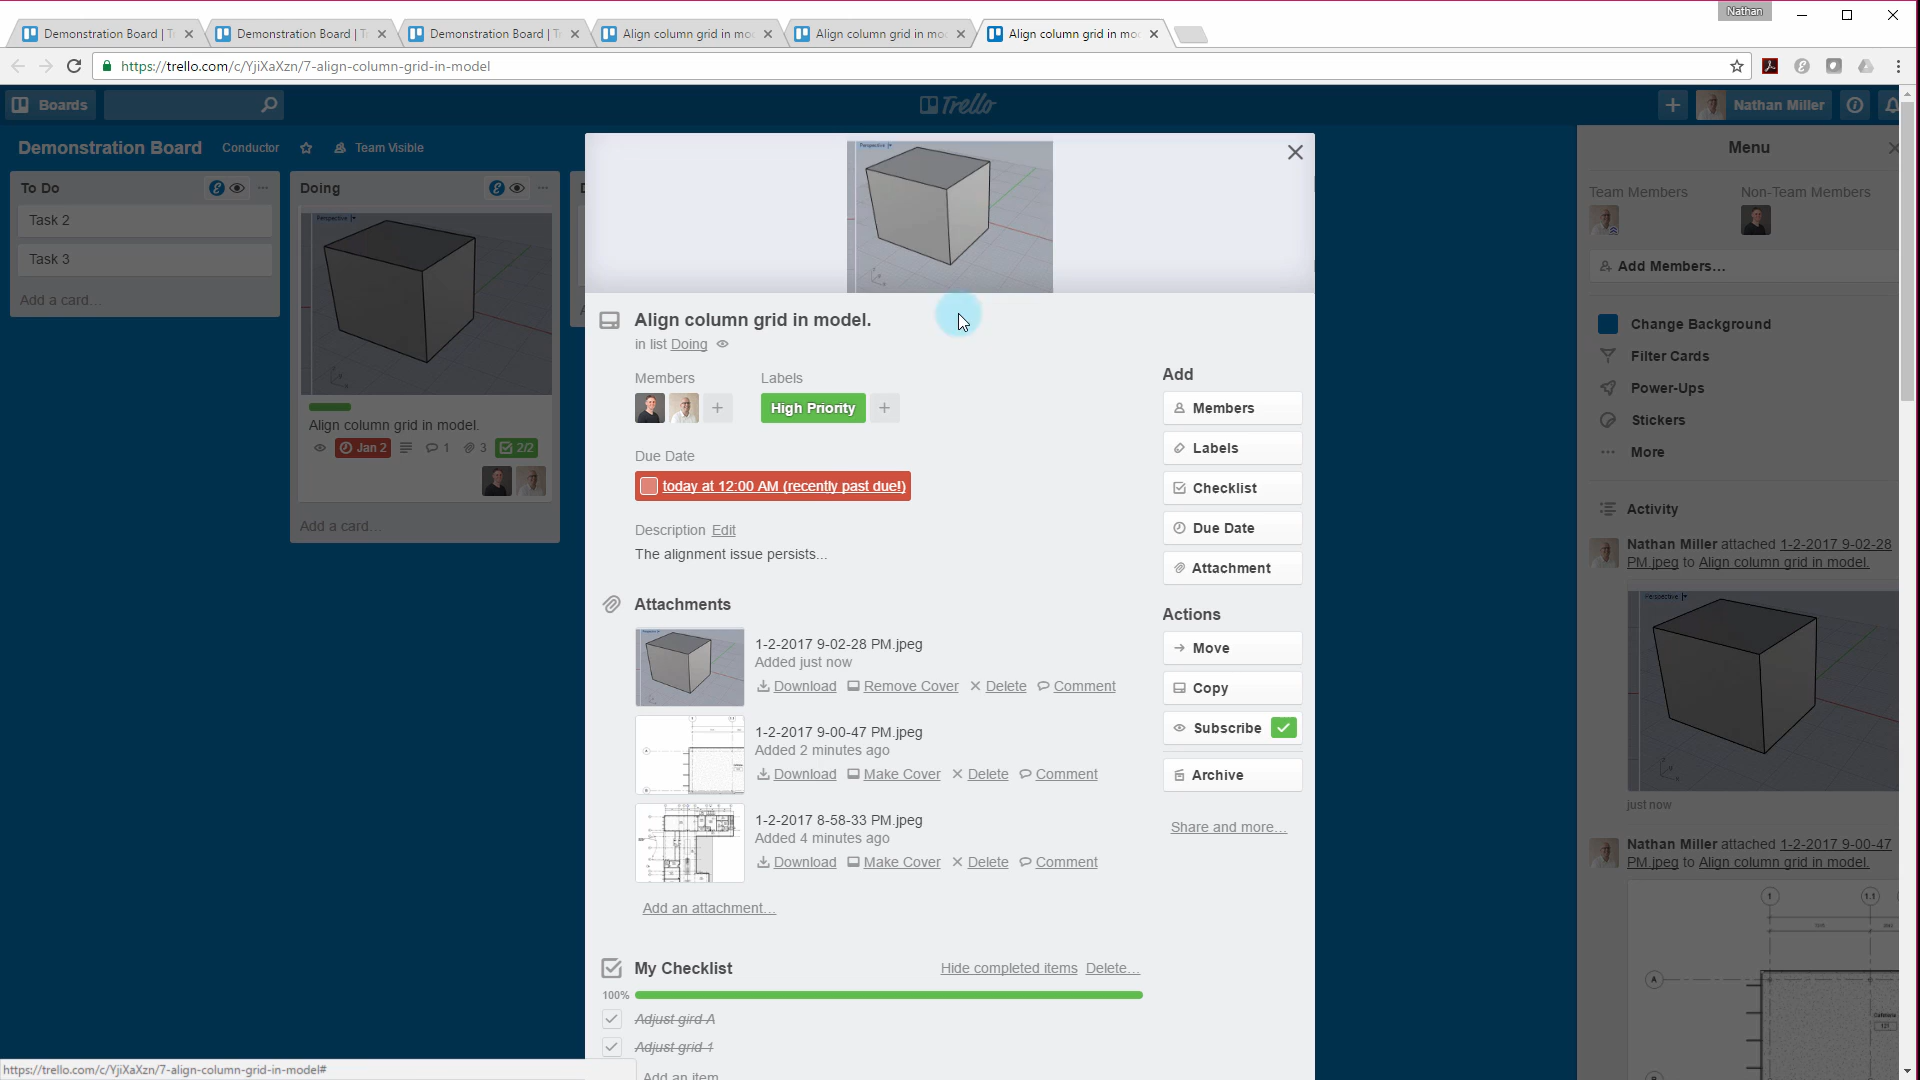 Nathan
Demonstration Board | T
Demonstration Board | T
Demonstration Board | T
Align column grid in mo
Align column grid in mo
Align column grid in mo
https://trello.com/c/YjiXaXzn/7-align-column-grid-in-model
Boards
Trello
Nathan Miller
Demonstration Board
Conductor
Team Visible
To Do
Task 2
Task 3
Add a card...
Doing
Perspective
Align column grid in model.
Jan 2
1
3
2/2
Add a card...
Perspective
Align column grid in model.
in list Doing
Members
Labels
High Priority
Due Date
today at 12:00 AM (recently past due!)
Description Edit
The alignment issue persists...
Attachments
1-2-2017 9-02-28 PM.jpeg
Added just now
Download Remove Cover Delete Comment
1-2-2017 9-00-47 PM.jpeg
Added 2 minutes ago
Download Make Cover Delete Comment
1-2-2017 8-58-33 PM.jpeg
Added 4 minutes ago
Download Make Cover Delete Comment
Add an attachment...
My Checklist
Hide completed items Delete...
100%
Adjust gird A
Adjust grid 1
Add an item
Add
Members
Labels
Checklist
Due Date
Attachment
Actions
Move
Copy
Subscribe
Archive
Share and more...
Menu
Team Members
Non-Team Members
Add Members...
Change Background
Filter Cards
Power-Ups
Stickers
More
Activity
Nathan Miller attached 1-2-2017 9-02-28
PM.jpeg to Align column grid in model.
Perspective
just now
Nathan Miller attached 1-2-2017 9-00-47
PM.jpeg to Align column grid in model.
1
1.1
A
Cafeteria
121
https://trello.com/c/YjiXaXzn/7-align-column-grid-in-model#